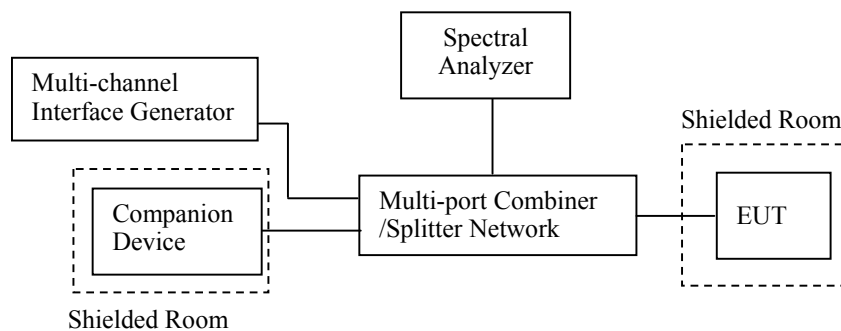 Spectral
Analyzer
Multi-channel
Interface Generator
Shielded Room
Companion
Device
Multi-port Combiner
/Splitter Network
EUT
Shielded Room